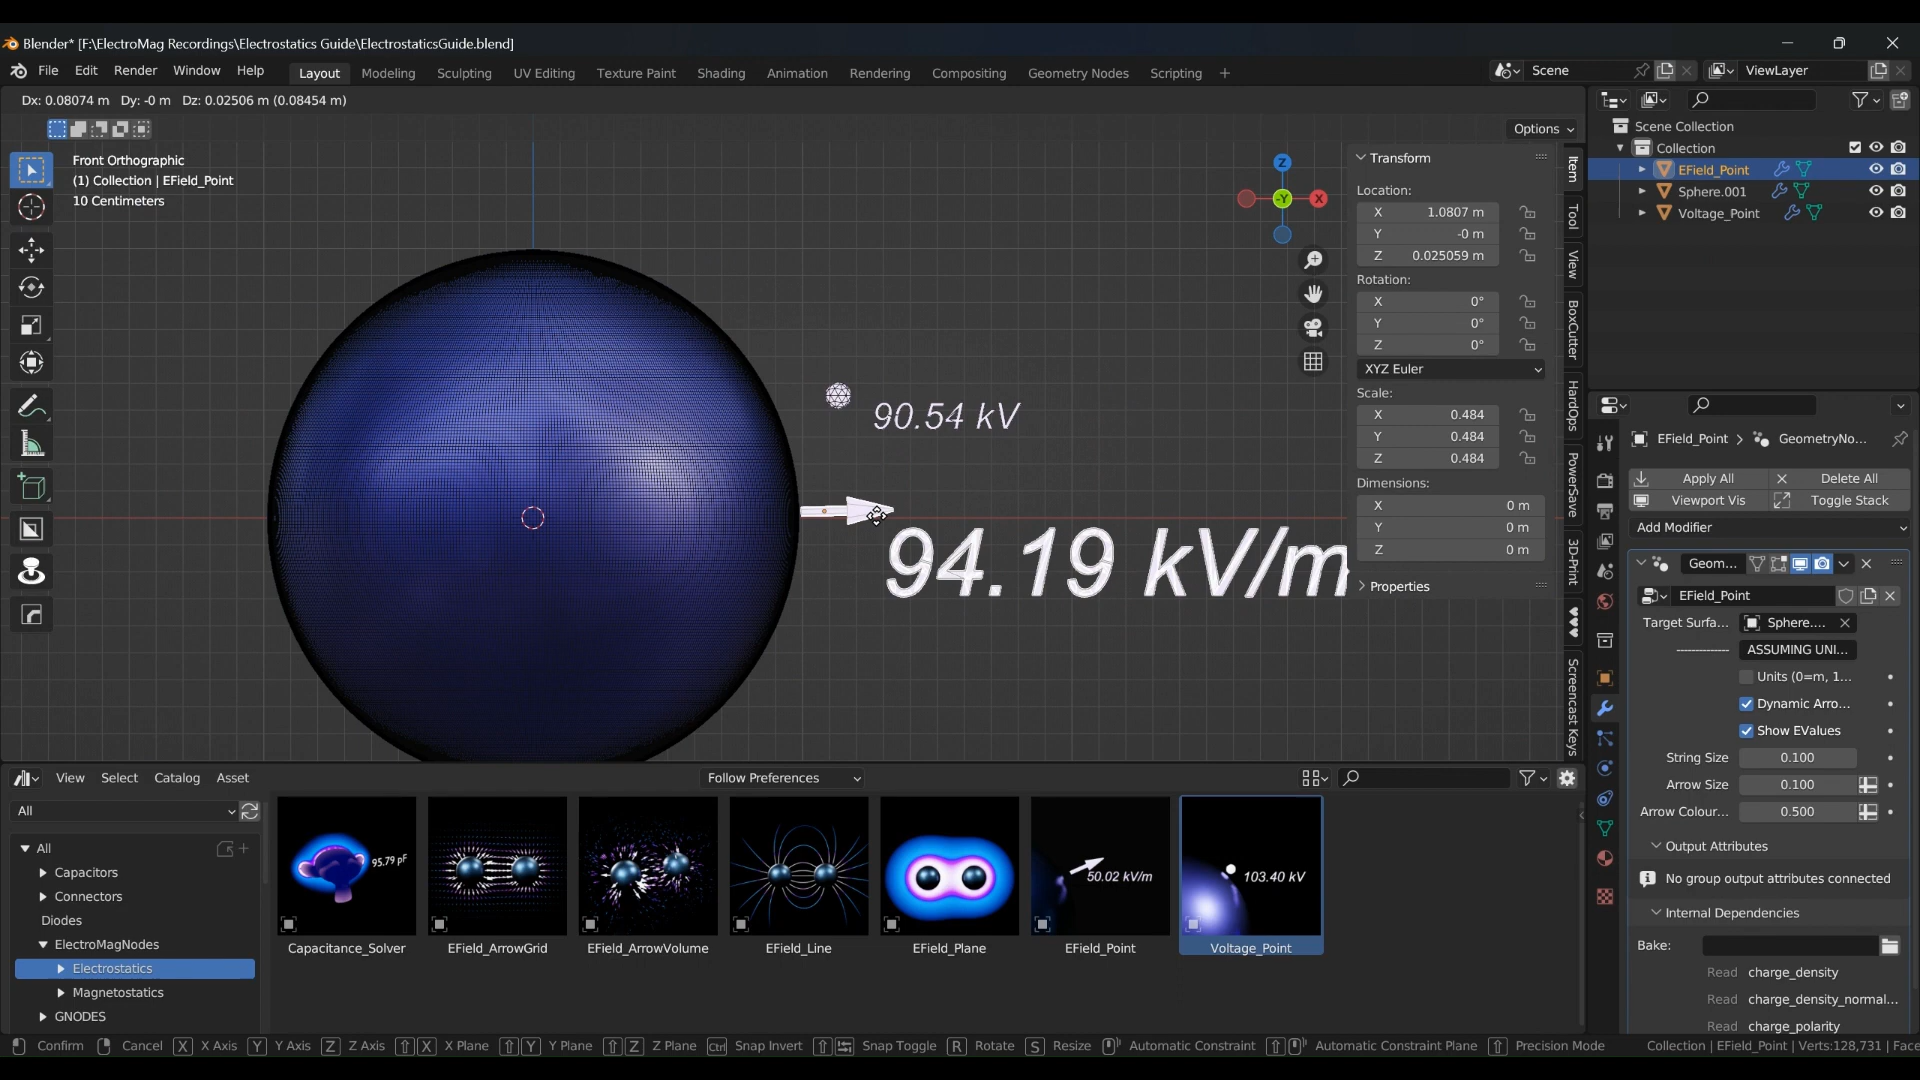 Blender* [F:\ElectroMag Recordings\Electrostatics Guide\ElectrostaticsGuide.blend]
File Edit Render Window Help Layout Modeling Sculpting UV Editing Texture Paint Shading Animation Rendering Compositing Geometry Nodes Scripting + Scene ViewLayer
Dx: 0.08074 m Dy: -0 m Dz: 0.02506 m (0.08454 m)
Options
Front Orthographic
(1) Collection | EField_Point
10 Centimeters
Z
-Y
X
90.54 kV
94.19 kV/m
Transform
Location:
X 1.0807 m
Y -0 m
Z 0.025059 m
Rotation:
X 0°
Y 0°
Z 0°
XYZ Euler
Scale:
X 0.484
Y 0.484
Z 0.484
Dimensions:
X 0 m
Y 0 m
Z 0 m
Properties
Item
Tool
View
BoxCutter
HardOps
PowerSave
3D-Print
Screencast Keys
Scene Collection
Collection
EField_Point
Sphere.001
Voltage_Point
EField_Point > GeometryNo...
Apply All Delete All
Viewport Vis Toggle Stack
Add Modifier
Geom...
EField_Point
Target Surfa... Sphere....
-------------- ASSUMING UNI...
Units (0=m, 1...
Dynamic Arro...
Show EValues
String Size 0.100
Arrow Size 0.100
Arrow Colour... 0.500
Output Attributes
No group output attributes connected
Internal Dependencies
Bake:
Read charge_density
Read charge_density_normal...
Read charge_polarity
View Select Catalog Asset Follow Preferences
All
All
Capacitors
Connectors
Diodes
ElectroMagNodes
Electrostatics
Magnetostatics
GNODES
95.79 pF
50.02 kV/m
103.40 kV
Capacitance_Solver EField_ArrowGrid EField_ArrowVolume EField_Line EField_Plane EField_Point Voltage_Point
Confirm Cancel X X Axis Y Y Axis Z Z Axis X X Plane Y Y Plane Z Z Plane Ctrl Snap Invert Snap Toggle R Rotate S Resize Automatic Constraint Automatic Constraint Plane Precision Mode Collection | EField_Point | Verts:128,731 | Face